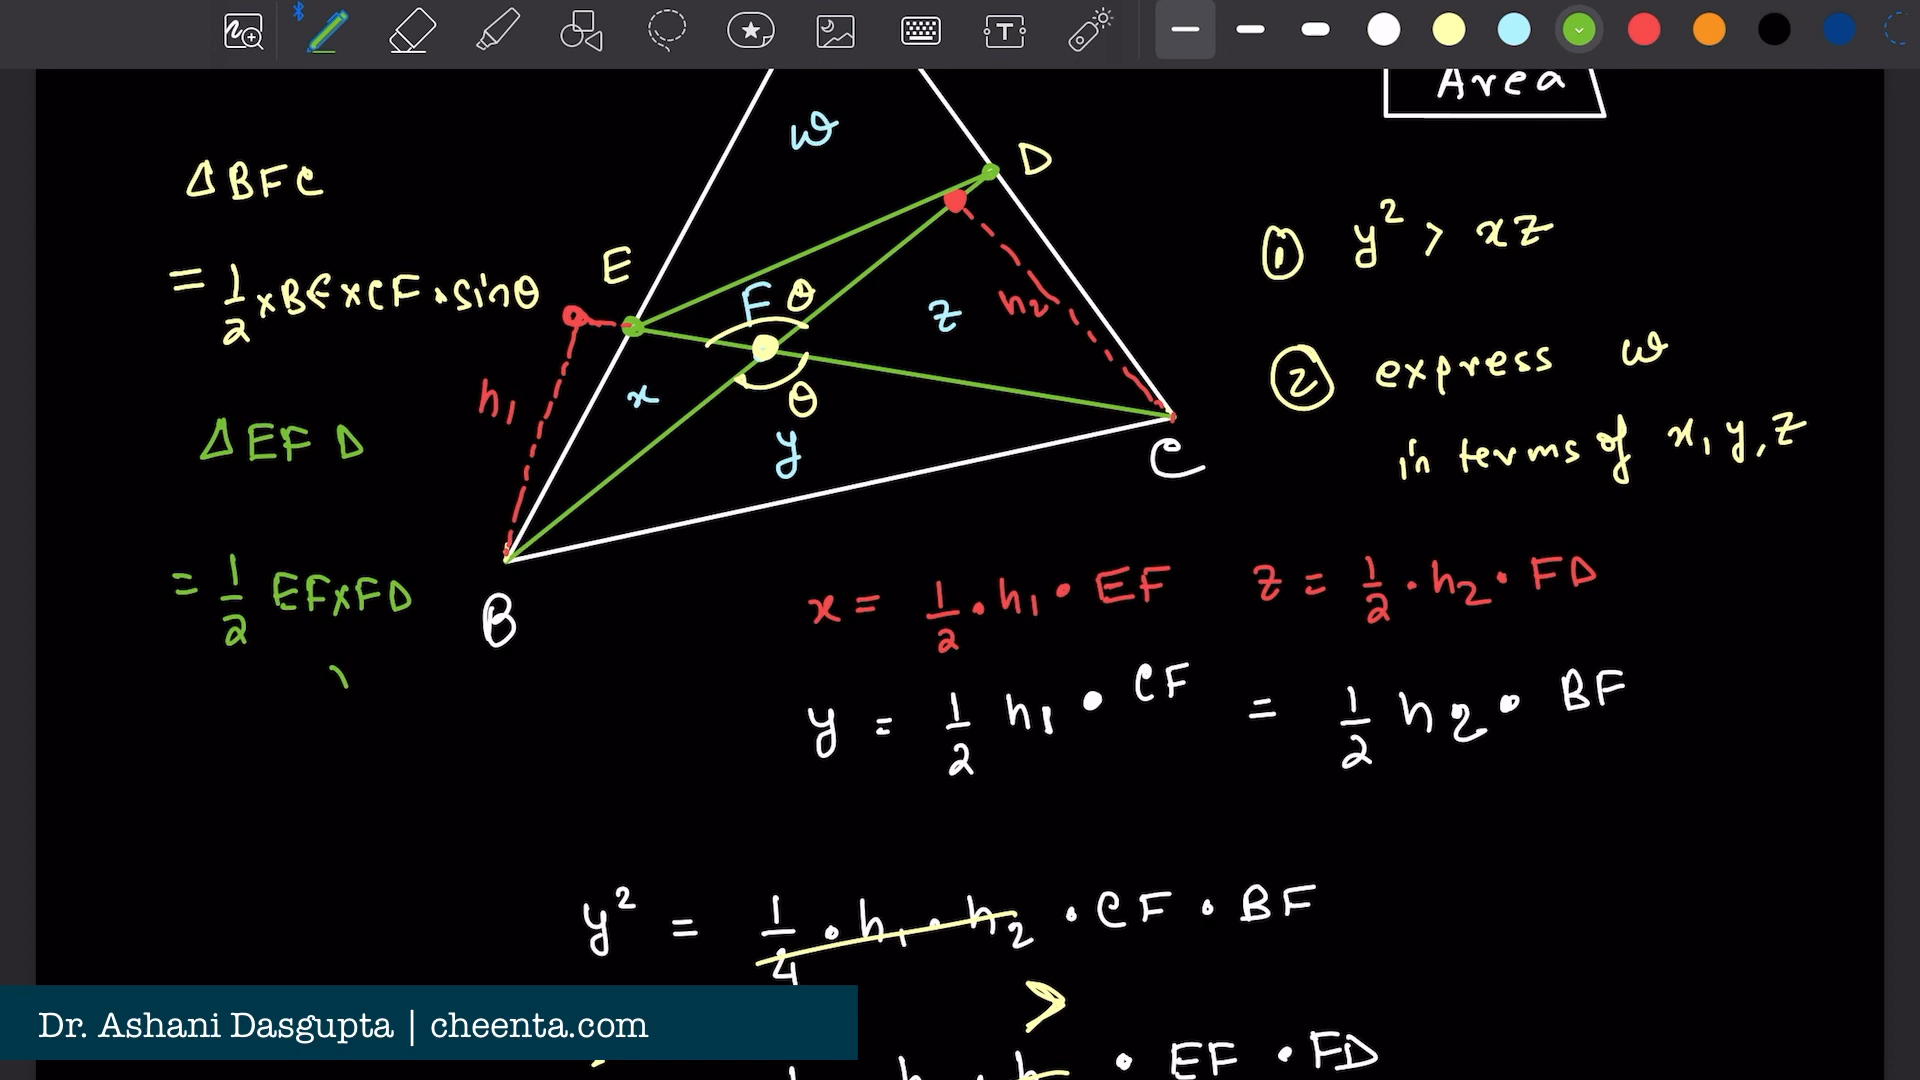 Area
w
D
△BFC
① y² > xz
E
= 1/2 × BF × CF · sinθ
F θ
z
h₂
② express w
in terms of x, y, z
h₁
x
θ
△EFD
y
C
= 1/2 EF×FD
B
x = 1/2 · h₁ · EF z = 1/2 · h₂ · FD
y = 1/2 h₁ · CF = 1/2 h₂ · BF
y² = 1/4 · h₁ · h₂ · CF · BF
>
· EF · FD
Dr. Ashani Dasgupta | cheenta.com